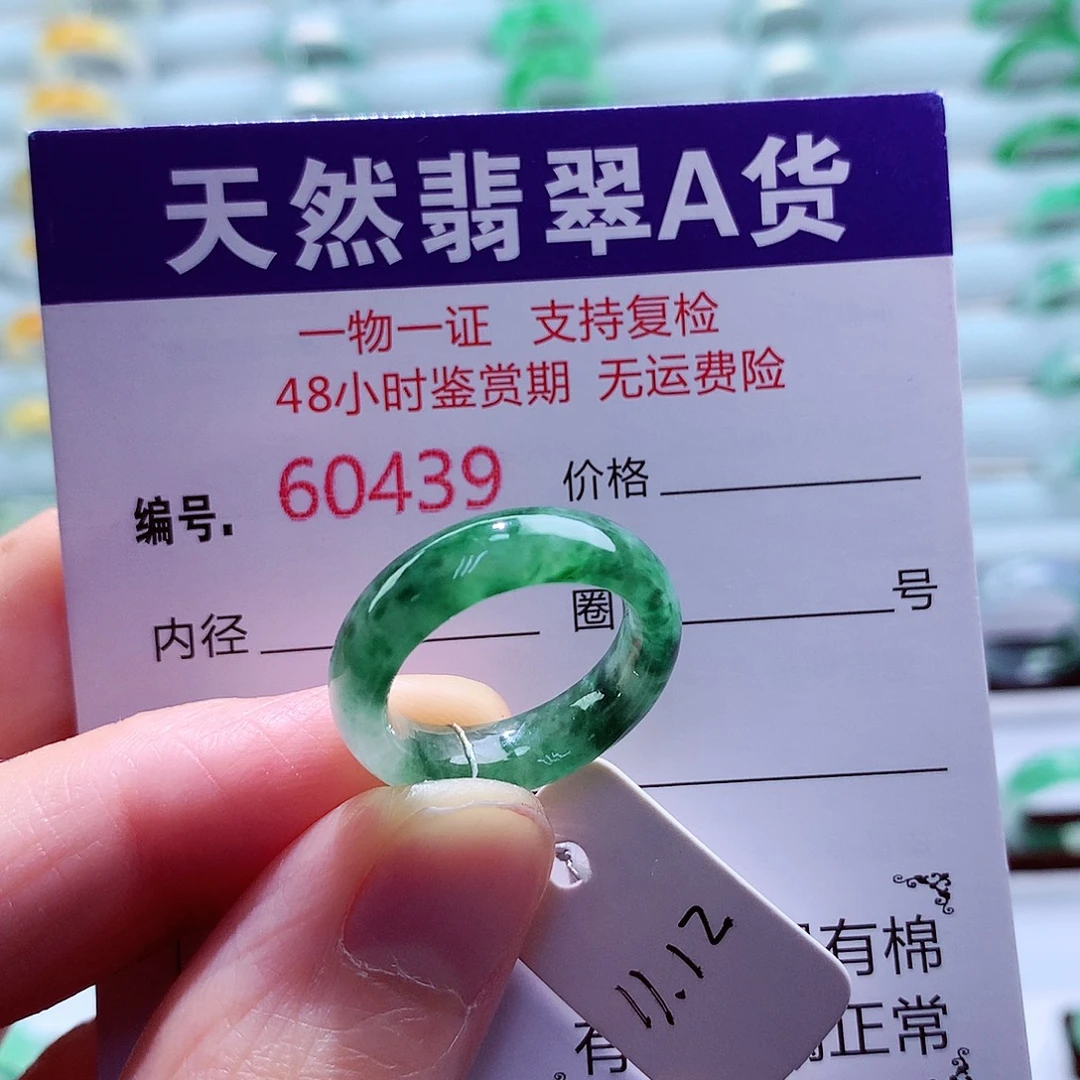 天然翡翠A货
一物一证 支持复检
48小时鉴赏期 无运费险
编号. 60439 价格
内径 圈 号
有棉
有 正常
11.12